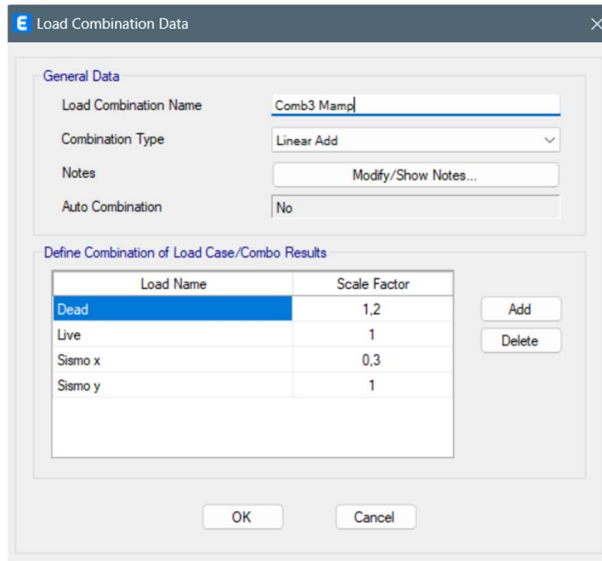 E Load Combination Data
General Data
Load Combination Name Comb3 Mamp
Combination Type Linear Add
Notes Modify/Show Notes...
Auto Combination No
Define Combination of Load Case/Combo Results
Load Name Scale Factor
Dead 1,2 Add
Live 1 Delete
Sismo x 0,3
Sismo y 1
OK Cancel